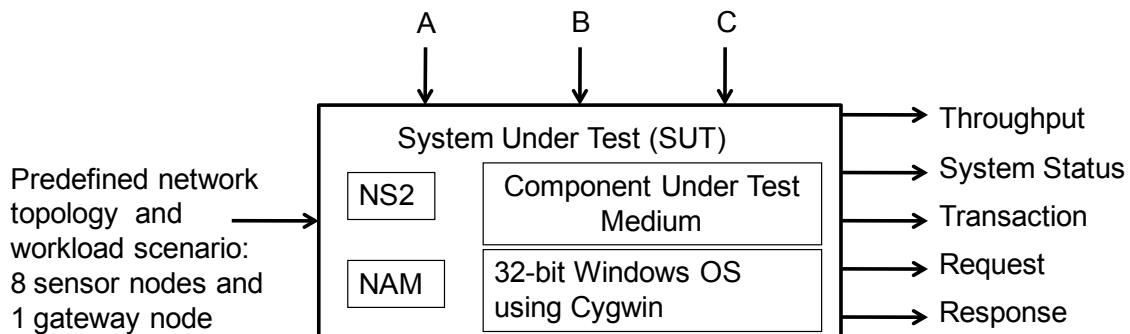 A
B
C
System Under Test (SUT)
Predefined network
topology and
workload scenario:
8 sensor nodes and
1 gateway node
NS2
NAM
Component Under Test
Medium
32-bit Windows OS
using Cygwin
Throughput
System Status
Transaction
Request
Response